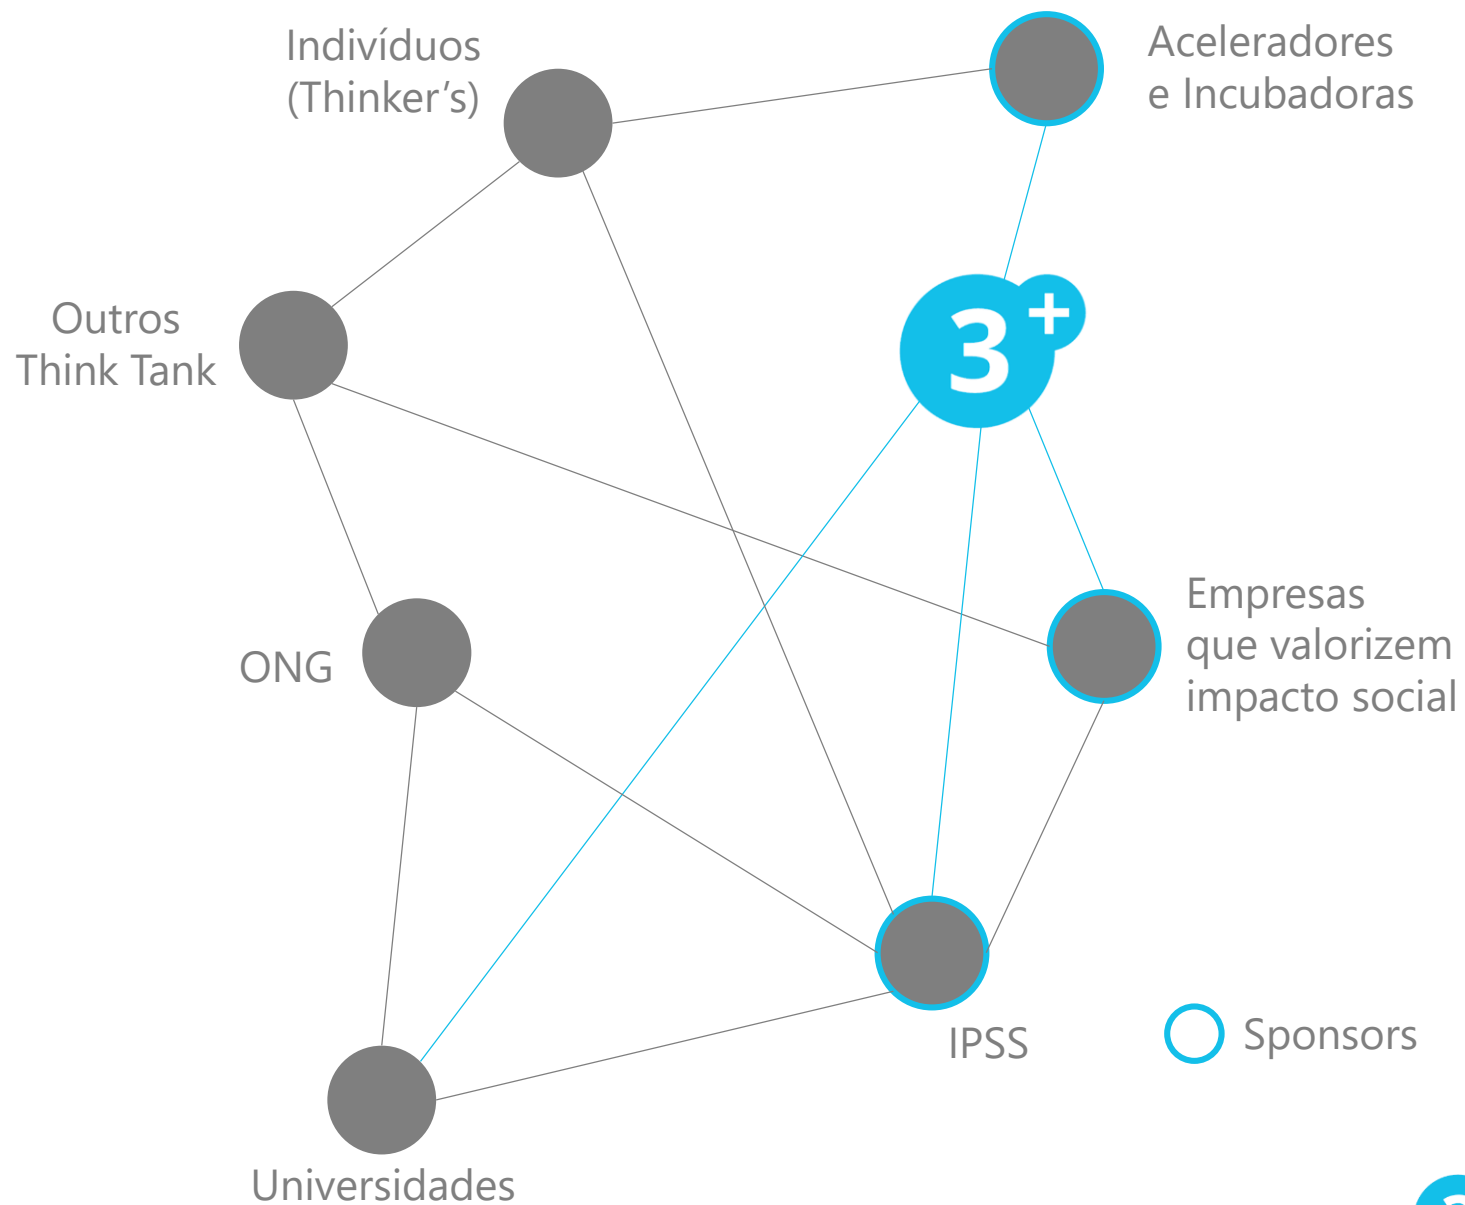 Indivíduos
(Thinker's)
Aceleradores
e Incubadoras
3+
Outros
Think Tank
Empresas
que valorizem
impacto social
ONG
IPSS
Sponsors
Universidades